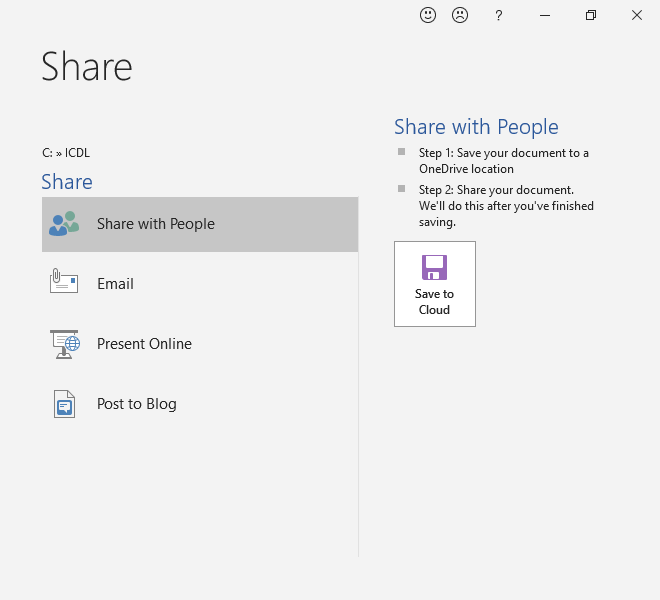 ?
Share
C: » ICDL
Share
Share with People
Email
Present Online
Post to Blog
Share with People
Step 1: Save your document to a
OneDrive location
Step 2: Share your document.
We'll do this after you've finished
saving.
Save to
Cloud